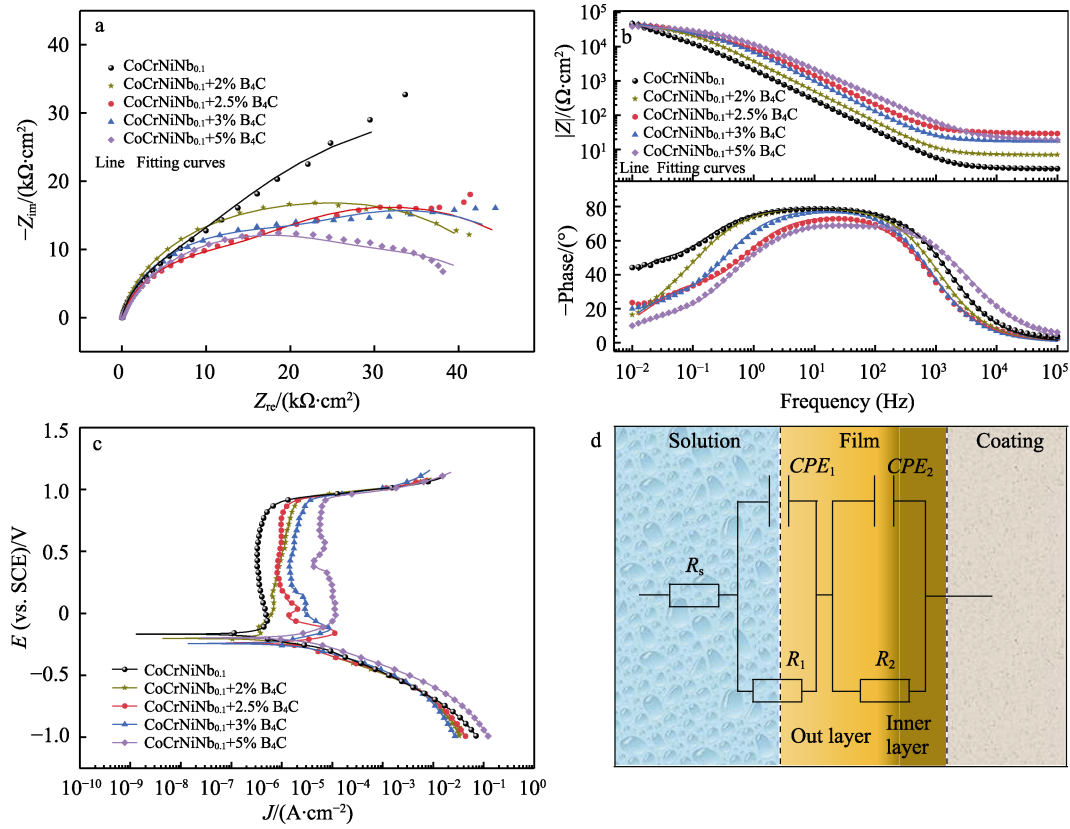 a
CoCrNiNb₀.₁
CoCrNiNb₀.₁+2% B₄C
CoCrNiNb₀.₁+2.5% B₄C
CoCrNiNb₀.₁+3% B₄C
CoCrNiNb₀.₁+5% B₄C
Line Fitting curves
40
30
20
10
0
−Z_im/(kΩ·cm²)
0 10 20 30 40
Z_re/(kΩ·cm²)
b
10⁵
10⁴
10³
10²
10¹
|Z|/(Ω·cm²)
CoCrNiNb₀.₁
CoCrNiNb₀.₁+2% B₄C
CoCrNiNb₀.₁+2.5% B₄C
CoCrNiNb₀.₁+3% B₄C
CoCrNiNb₀.₁+5% B₄C
Line Fitting curves
80
60
40
20
0
−Phase/(°)
10⁻² 10⁻¹ 10⁰ 10¹ 10² 10³ 10⁴ 10⁵
Frequency (Hz)
c
1.5
1.0
0.5
0
−0.5
−1.0
E (vs. SCE)/V
CoCrNiNb₀.₁
CoCrNiNb₀.₁+2% B₄C
CoCrNiNb₀.₁+2.5% B₄C
CoCrNiNb₀.₁+3% B₄C
CoCrNiNb₀.₁+5% B₄C
10⁻¹⁰ 10⁻⁹ 10⁻⁸ 10⁻⁷ 10⁻⁶ 10⁻⁵ 10⁻⁴ 10⁻³ 10⁻² 10⁻¹ 10⁰
J/(A·cm⁻²)
d
Solution Film Coating
CPE₁ CPE₂
Rₛ
R₁ R₂
Out layer
Inner
layer